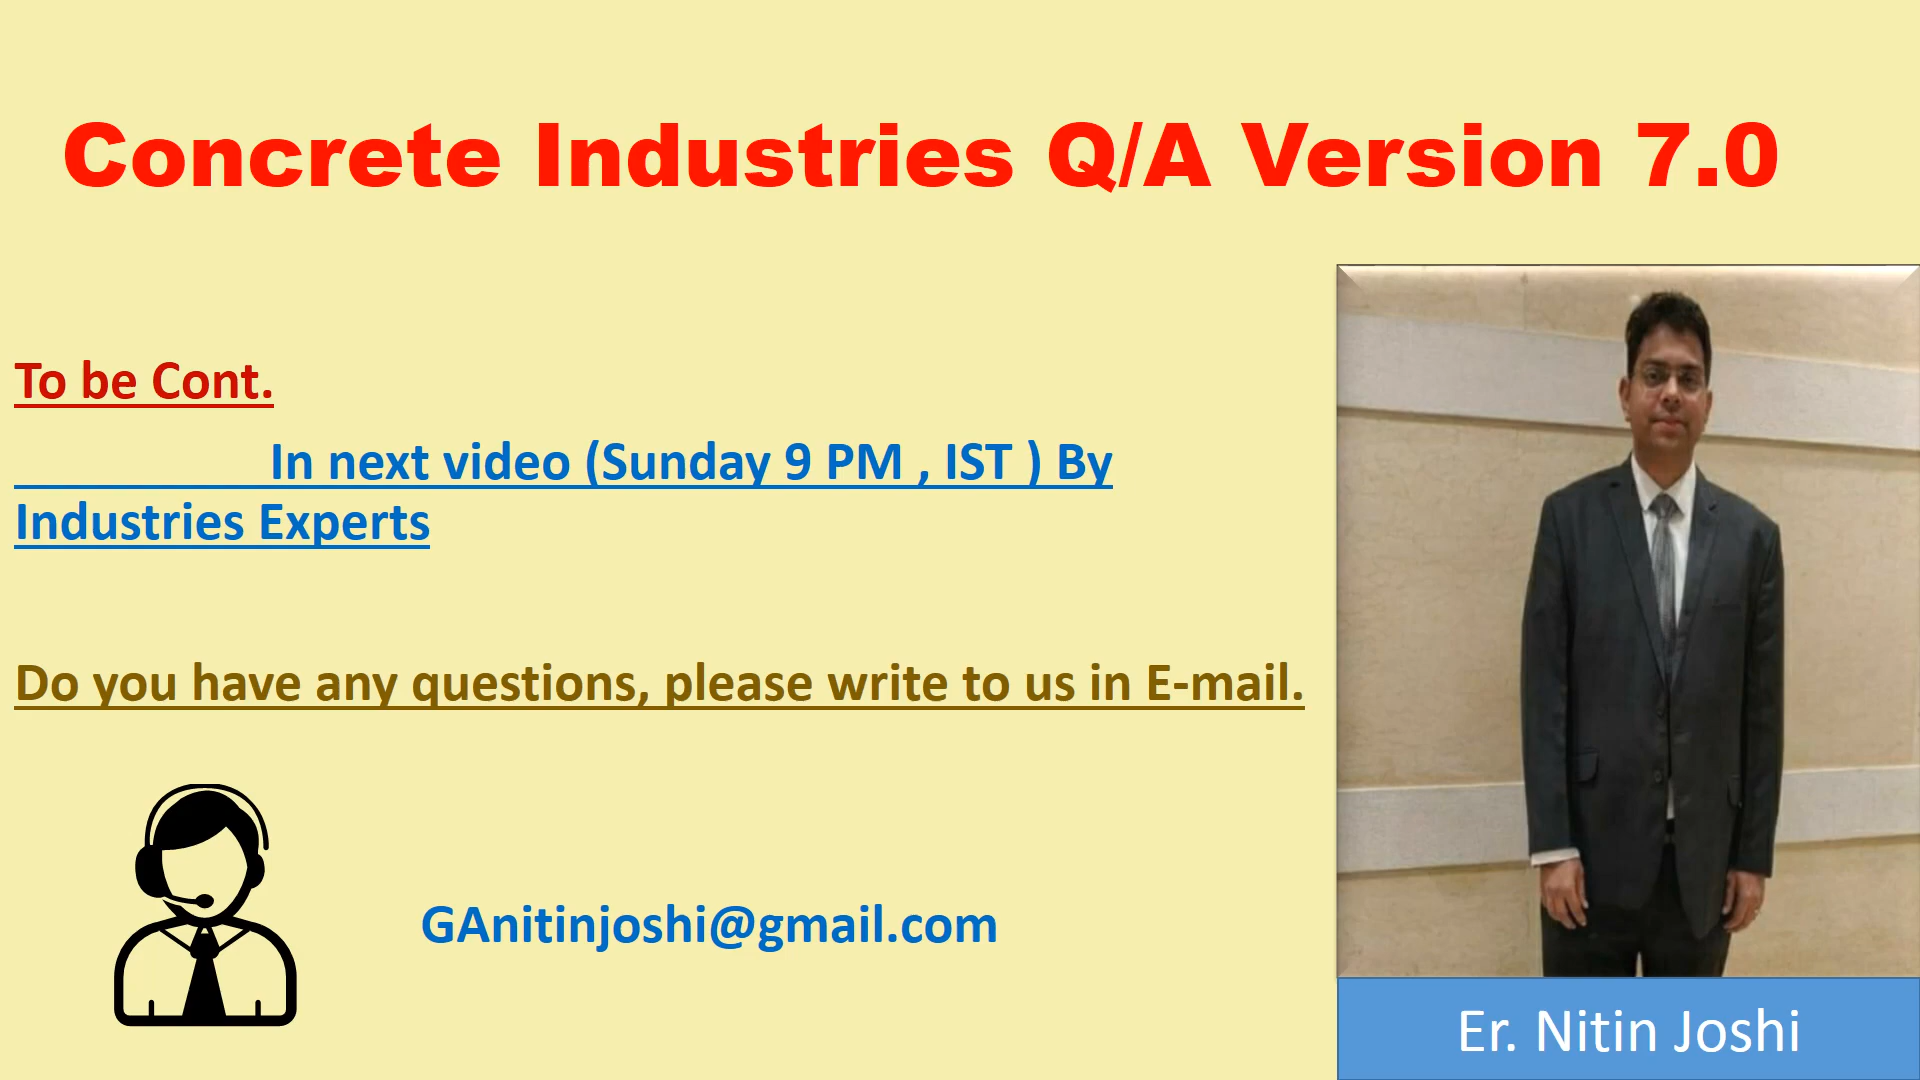 Concrete Industries Q/A Version 7.0
To be Cont.
In next video (Sunday 9 PM , IST ) By
Industries Experts
Do you have any questions, please write to us in E-mail.
GAnitinjoshi@gmail.com
Er. Nitin Joshi